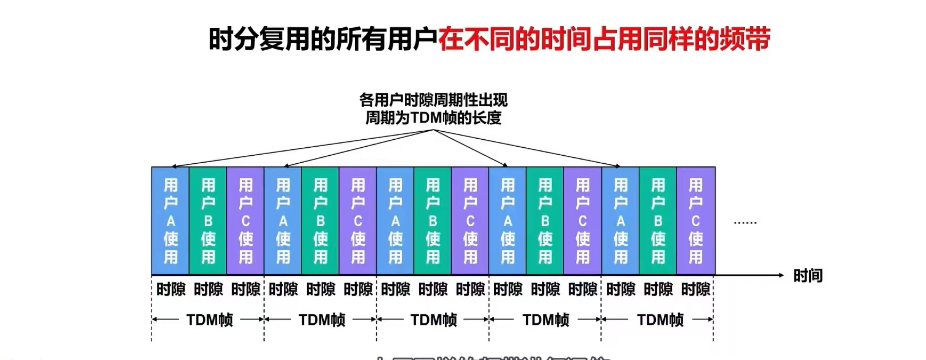 时分复用的所有用户在不同的时间占用同样的频带
各用户时隙周期性出现
周期为TDM帧的长度
用户A使用 用户B使用 用户C使用 用户A使用 用户B使用 用户C使用 用户A使用 用户B使用 用户C使用 用户A使用 用户B使用 用户C使用 用户A使用 用户B使用 用户C使用 ……
时间
时隙 时隙 时隙 时隙 时隙 时隙 时隙 时隙 时隙 时隙 时隙 时隙 时隙 时隙 时隙
TDM帧 TDM帧 TDM帧 TDM帧 TDM帧